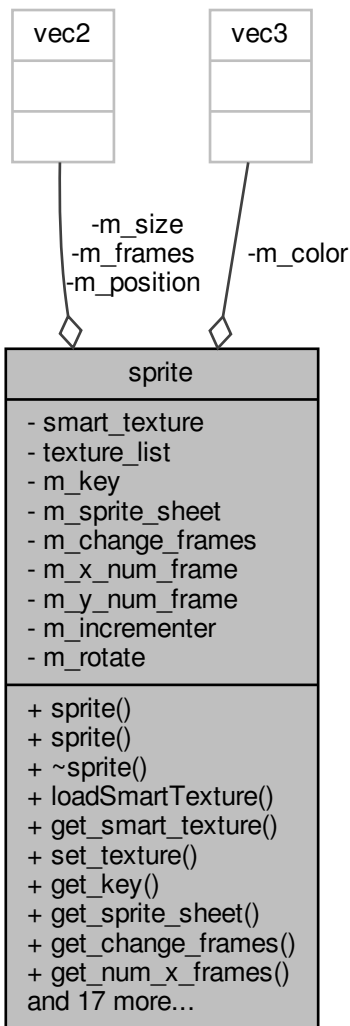 vec2
vec3
-m_size
-m_frames
-m_position
-m_color
sprite
- smart_texture
- texture_list
- m_key
- m_sprite_sheet
- m_change_frames
- m_x_num_frame
- m_y_num_frame
- m_incrementer
- m_rotate
+ sprite()
+ sprite()
+ ~sprite()
+ loadSmartTexture()
+ get_smart_texture()
+ set_texture()
+ get_key()
+ get_sprite_sheet()
+ get_change_frames()
+ get_num_x_frames()
and 17 more...